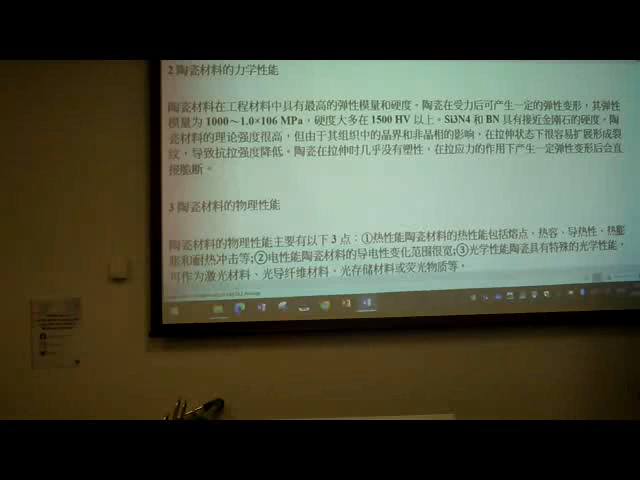 2 陶瓷材料的力学性能
陶瓷材料在工程材料中具有最高的弹性模量和硬度。陶瓷在受力后可产生一定的弹性变形，其弹性
模量为 1000～1.0×106 MPa，硬度大多在 1500 HV 以上。Si3N4 和 BN 具有接近金刚石的硬度。陶
瓷材料的理论强度很高，但由于其组织中的晶界和非晶相的影响，在拉伸状态下很容易扩展形成裂
纹，导致抗拉强度降低。陶瓷在拉伸时几乎没有塑性，在拉应力的作用下产生一定弹性变形后会直
接脆断。
3 陶瓷材料的物理性能
陶瓷材料的物理性能主要有以下 3 点：①热性能陶瓷材料的热性能包括熔点、热容、导热性、热膨
胀和耐热冲击等;②电性能陶瓷材料的导电性变化范围很宽;③光学性能陶瓷具有特殊的光学性能，
可作为激光材料、光导纤维材料、光存储材料或荧光物质等，